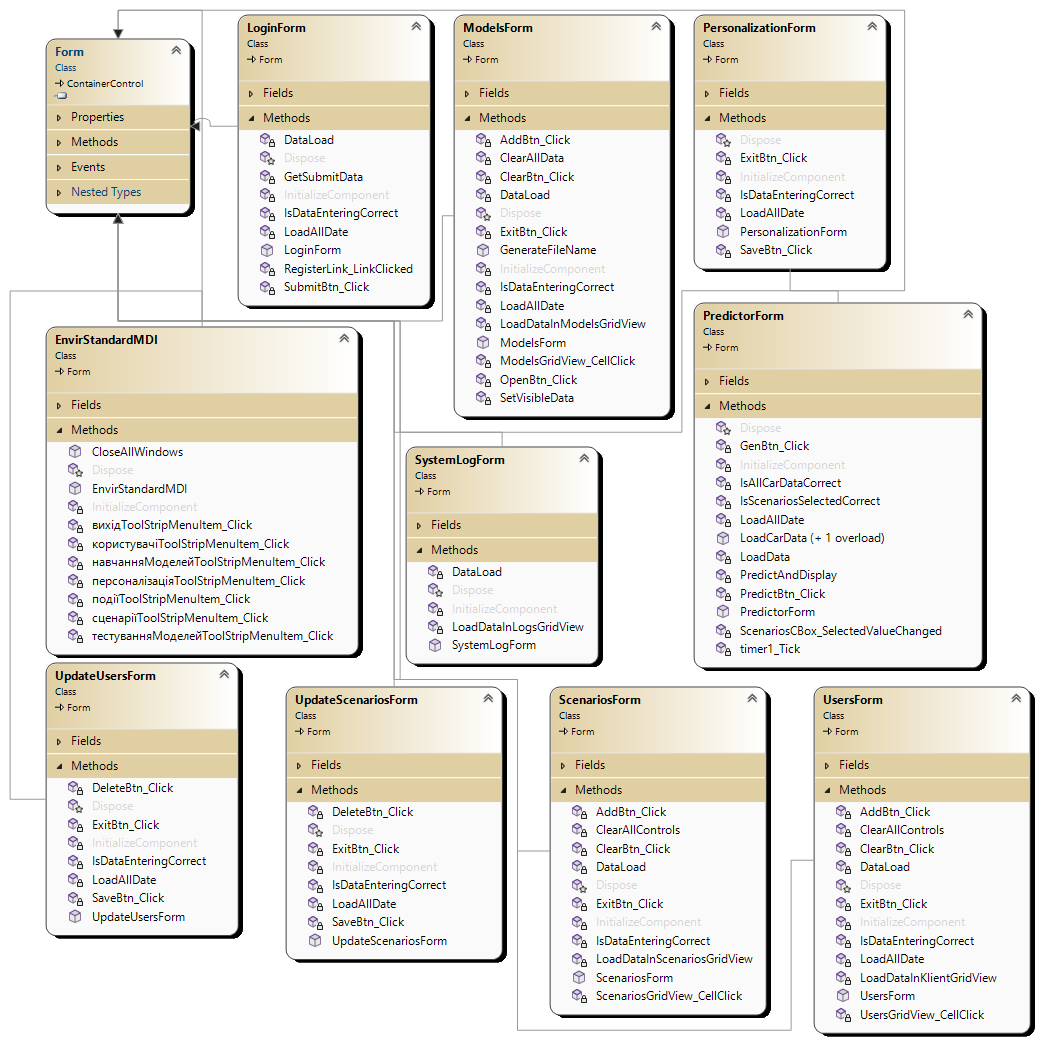 Form
Class
ContainerControl
Properties
Methods
Events
Nested Types
LoginForm
Class
Form
Fields
Methods
DataLoad
Dispose
GetSubmitData
InitializeComponent
IsDataEnteringCorrect
LoadAllDate
LoginForm
RegisterLink_LinkClicked
SubmitBtn_Click
ModelsForm
Class
Form
Fields
Methods
AddBtn_Click
ClearAllData
ClearBtn_Click
DataLoad
Dispose
ExitBtn_Click
GenerateFileName
InitializeComponent
IsDataEnteringCorrect
LoadAllDate
LoadDataInModelsGridView
ModelsForm
ModelsGridView_CellClick
OpenBtn_Click
SetVisibleData
PersonalizationForm
Class
Form
Fields
Methods
Dispose
ExitBtn_Click
InitializeComponent
IsDataEnteringCorrect
LoadAllDate
PersonalizationForm
SaveBtn_Click
EnvirStandardMDI
Class
Form
Fields
Methods
CloseAllWindows
Dispose
EnvirStandardMDI
InitializeComponent
вихідToolStripMenuItem_Click
користувачіToolStripMenuItem_Click
навчанняМоделейToolStripMenuItem_Click
персоналізаціяToolStripMenuItem_Click
подіїToolStripMenuItem_Click
сценаріїToolStripMenuItem_Click
тестуванняМоделейToolStripMenuItem_Click
SystemLogForm
Class
Form
Fields
Methods
DataLoad
Dispose
InitializeComponent
LoadDataInLogsGridView
SystemLogForm
PredictorForm
Class
Form
Fields
Methods
Dispose
GenBtn_Click
InitializeComponent
IsAllCarDataCorrect
IsScenariosSelectedCorrect
LoadAllDate
LoadCarData (+ 1 overload)
LoadData
PredictAndDisplay
PredictBtn_Click
PredictorForm
ScenariosCBox_SelectedValueChanged
timer1_Tick
UpdateUsersForm
Class
Form
Fields
Methods
DeleteBtn_Click
Dispose
ExitBtn_Click
InitializeComponent
IsDataEnteringCorrect
LoadAllDate
SaveBtn_Click
UpdateUsersForm
UpdateScenariosForm
Class
Form
Fields
Methods
DeleteBtn_Click
Dispose
ExitBtn_Click
InitializeComponent
IsDataEnteringCorrect
LoadAllDate
SaveBtn_Click
UpdateScenariosForm
ScenariosForm
Class
Form
Fields
Methods
AddBtn_Click
ClearAllControls
ClearBtn_Click
DataLoad
Dispose
ExitBtn_Click
InitializeComponent
IsDataEnteringCorrect
LoadDataInScenariosGridView
ScenariosForm
ScenariosGridView_CellClick
UsersForm
Class
Form
Fields
Methods
AddBtn_Click
ClearAllControls
ClearBtn_Click
DataLoad
Dispose
ExitBtn_Click
InitializeComponent
IsDataEnteringCorrect
LoadAllDate
LoadDataInKlientGridView
UsersForm
UsersGridView_CellClick